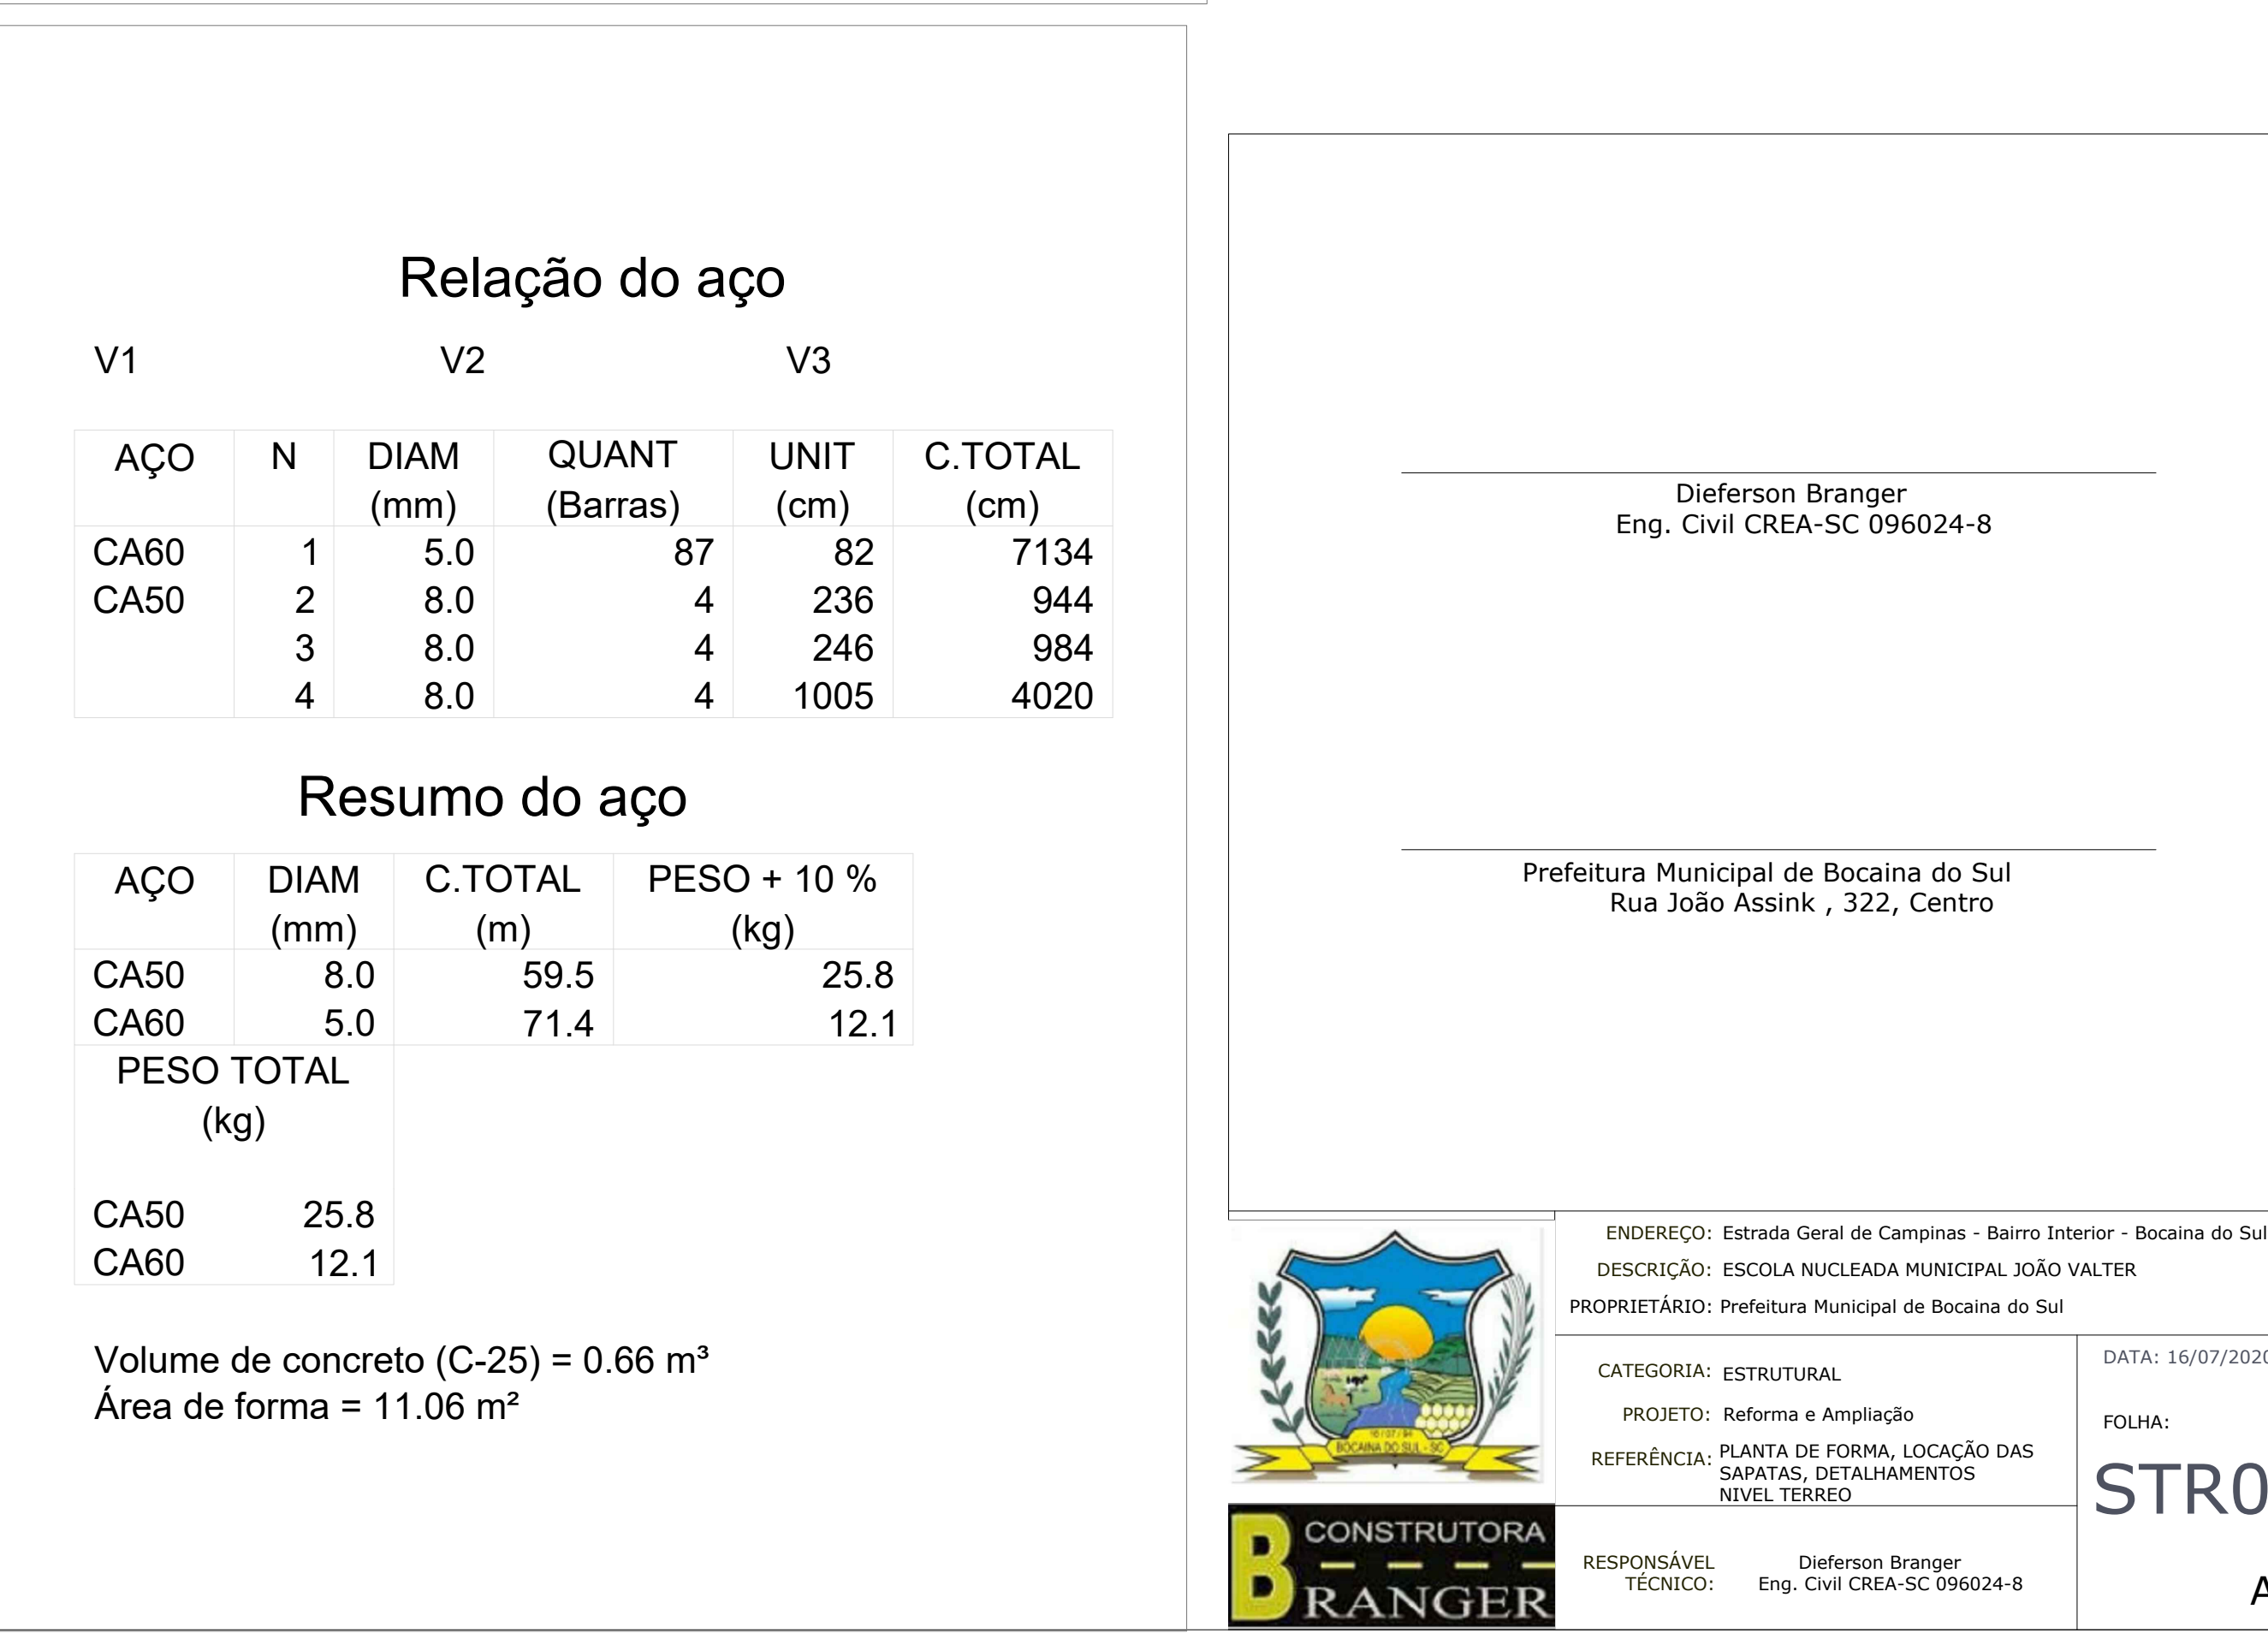 Relação do aço
V1 V2 V3
AÇO N DIAM QUANT UNIT C.TOTAL
(mm) (Barras) (cm) (cm)
CA60 1 5.0 87 82 7134
CA50 2 8.0 4 236 944
3 8.0 4 246 984
4 8.0 4 1005 4020
Resumo do aço
AÇO DIAM C.TOTAL PESO + 10 %
(mm) (m) (kg)
CA50 8.0 59.5 25.8
CA60 5.0 71.4 12.1
PESO TOTAL
(kg)
CA50 25.8
CA60 12.1
Volume de concreto (C-25) = 0.66 m³
Área de forma = 11.06 m²
Dieferson Branger
Eng. Civil CREA-SC 096024-8
Prefeitura Municipal de Bocaina do Sul
Rua João Assink , 322, Centro
16/07/94
BOCAINA DO SUL - SC
CONSTRUTORA
BRANGER
ENDEREÇO: Estrada Geral de Campinas - Bairro Interior - Bocaina do Sul
DESCRIÇÃO: ESCOLA NUCLEADA MUNICIPAL JOÃO VALTER
PROPRIETÁRIO: Prefeitura Municipal de Bocaina do Sul
CATEGORIA: ESTRUTURAL
PROJETO: Reforma e Ampliação
REFERÊNCIA: PLANTA DE FORMA, LOCAÇÃO DAS
SAPATAS, DETALHAMENTOS
NIVEL TERREO
DATA: 16/07/2020
FOLHA:
STR0
RESPONSÁVEL
TÉCNICO:
Dieferson Branger
Eng. Civil CREA-SC 096024-8
A